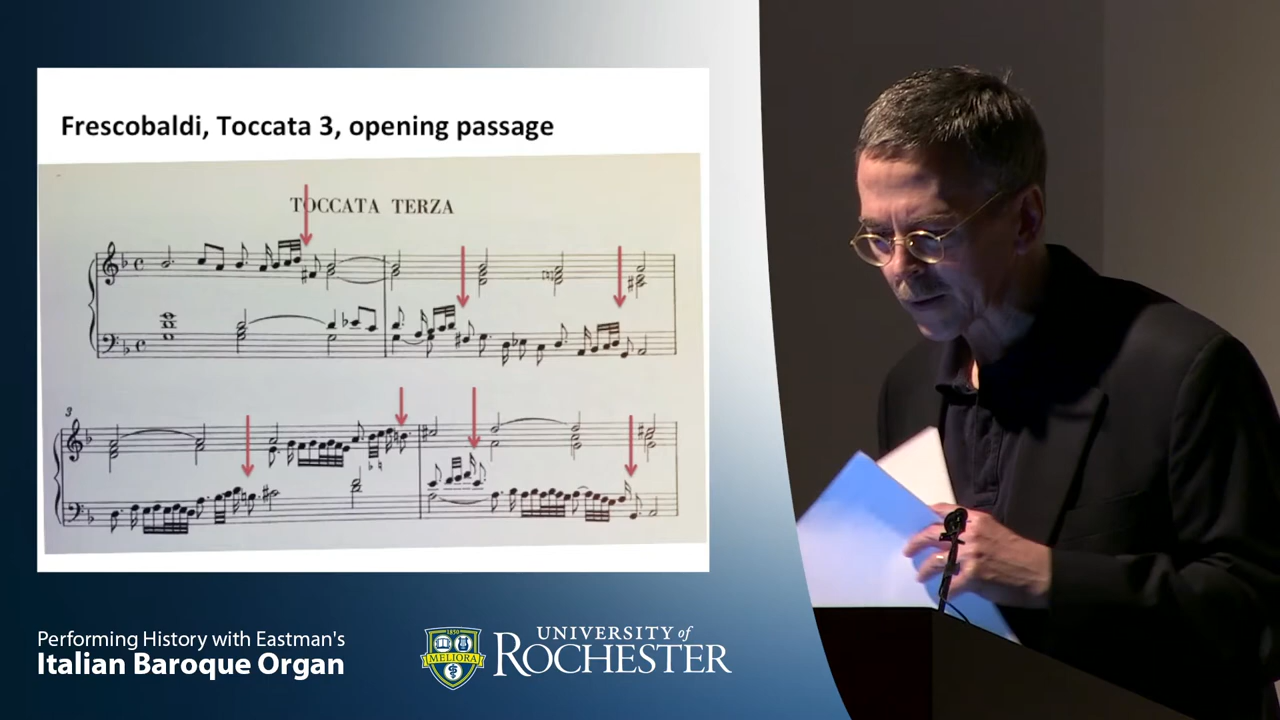 Frescobaldi, Toccata 3, opening passage
TOCCATA TERZA
3
Performing History with Eastman's
Italian Baroque Organ
1850
MELIORA
UNIVERSITY of
ROCHESTER